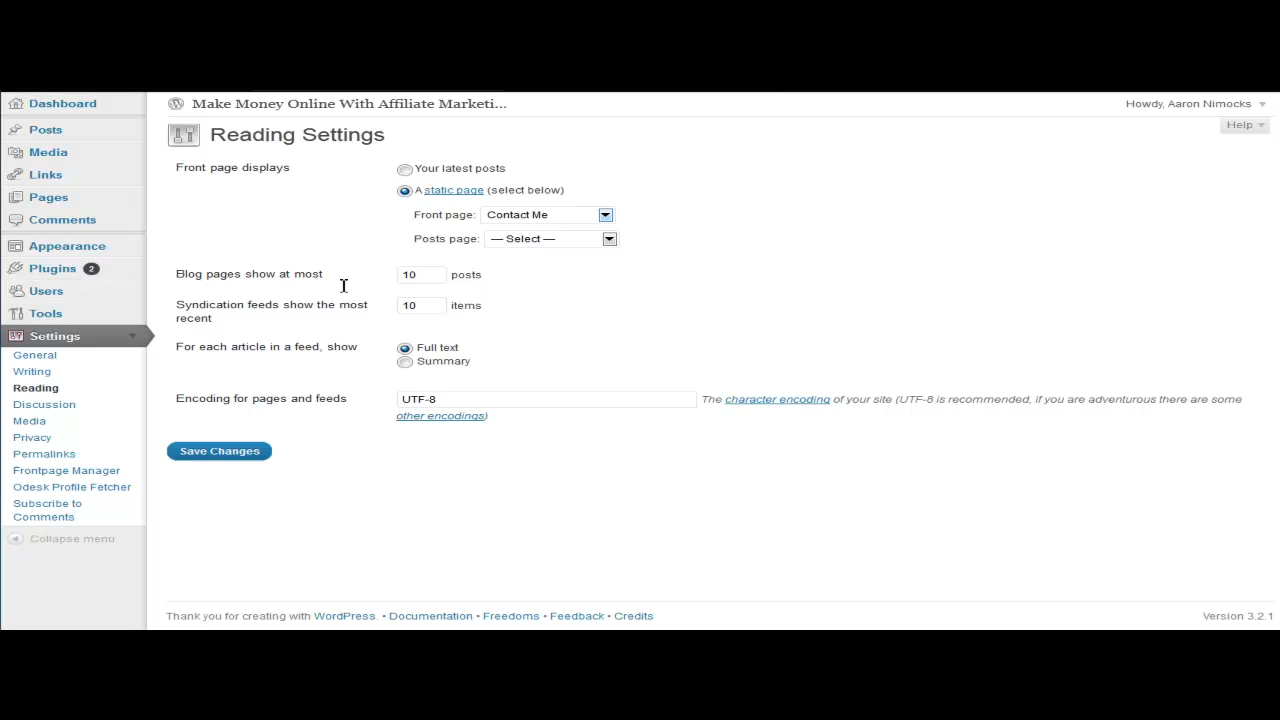 Dashboard
Make Money Online With Affiliate Marketi...
Howdy, Aaron Nimocks
Help
Reading Settings
Posts
Media
Links
Pages
Comments
Appearance
Plugins 2
Users
Tools
Settings
General
Writing
Reading
Discussion
Media
Privacy
Permalinks
Frontpage Manager
Odesk Profile Fetcher
Subscribe to
Comments
Collapse menu
Front page displays
Your latest posts
A static page (select below)
Front page: Contact Me
Posts page: — Select —
Blog pages show at most 10 posts
Syndication feeds show the most
recent
10 items
For each article in a feed, show
Full text
Summary
Encoding for pages and feeds
UTF-8
The character encoding of your site (UTF-8 is recommended, if you are adventurous there are some
other encodings)
Save Changes
Thank you for creating with WordPress. • Documentation • Freedoms • Feedback • Credits
Version 3.2.1